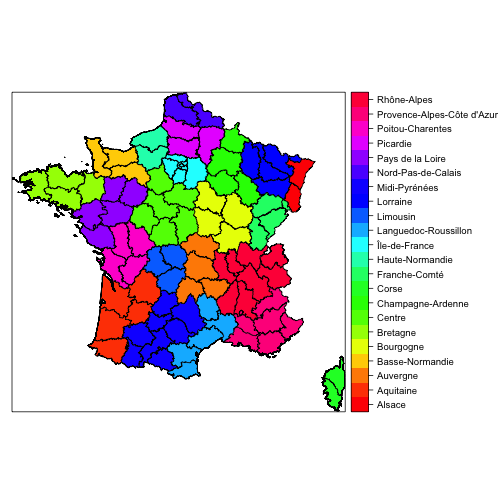 Rhône-Alpes
Provence-Alpes-Côte d'Azur
Poitou-Charentes
Picardie
Pays de la Loire
Nord-Pas-de-Calais
Midi-Pyrénées
Lorraine
Limousin
Languedoc-Roussillon
Île-de-France
Haute-Normandie
Franche-Comté
Corse
Champagne-Ardenne
Centre
Bretagne
Bourgogne
Basse-Normandie
Auvergne
Aquitaine
Alsace